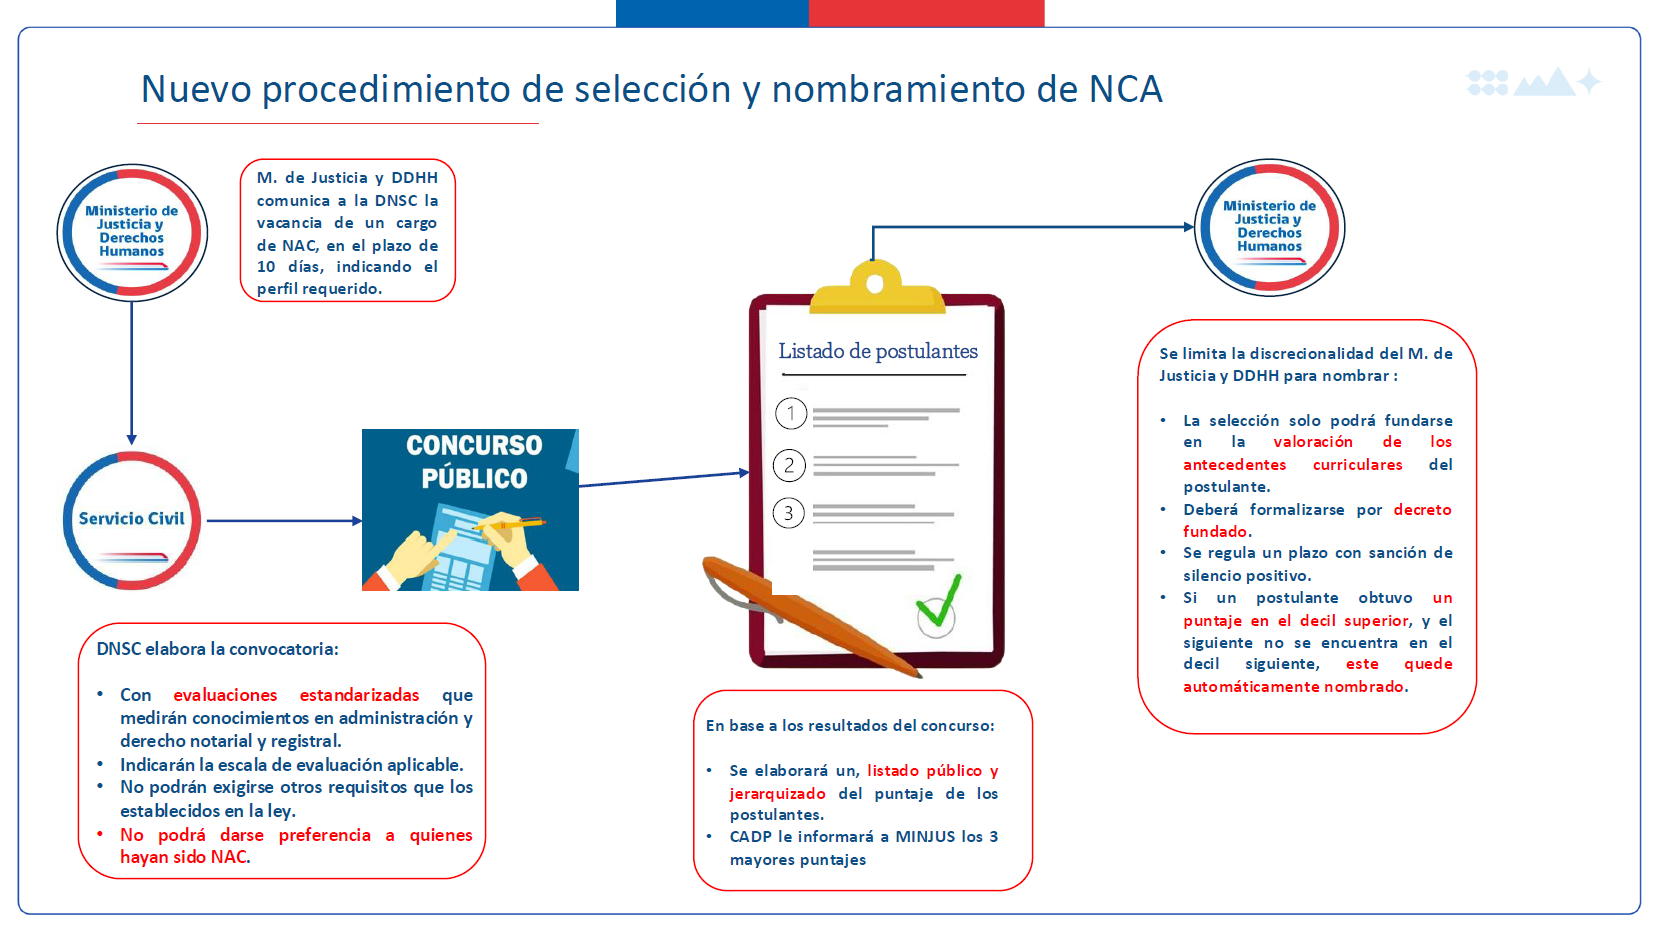 Nuevo procedimiento de selección y nombramiento de NCA
Ministerio de
Justicia y
Derechos
Humanos
M. de Justicia y DDHH
comunica a la DNSC la
vacancia de un cargo
de NAC, en el plazo de
10 días, indicando el
perfil requerido.
Servicio Civil
DNSC elabora la convocatoria:
• Con evaluaciones estandarizadas que
medirán conocimientos en administración y
derecho notarial y registral.
• Indicarán la escala de evaluación aplicable.
• No podrán exigirse otros requisitos que los
establecidos en la ley.
• No podrá darse preferencia a quienes
hayan sido NAC.
CONCURSO
PÚBLICO
Listado de postulantes
1
2
3
En base a los resultados del concurso:
• Se elaborará un, listado público y
jerarquizado del puntaje de los
postulantes.
• CADP le informará a MINJUS los 3
mayores puntajes
Ministerio de
Justicia y
Derechos
Humanos
Se limita la discrecionalidad del M. de
Justicia y DDHH para nombrar :
• La selección solo podrá fundarse
en la valoración de los
antecedentes curriculares del
postulante.
• Deberá formalizarse por decreto
fundado.
• Se regula un plazo con sanción de
silencio positivo.
• Si un postulante obtuvo un
puntaje en el decil superior, y el
siguiente no se encuentra en el
decil siguiente, este quede
automáticamente nombrado.